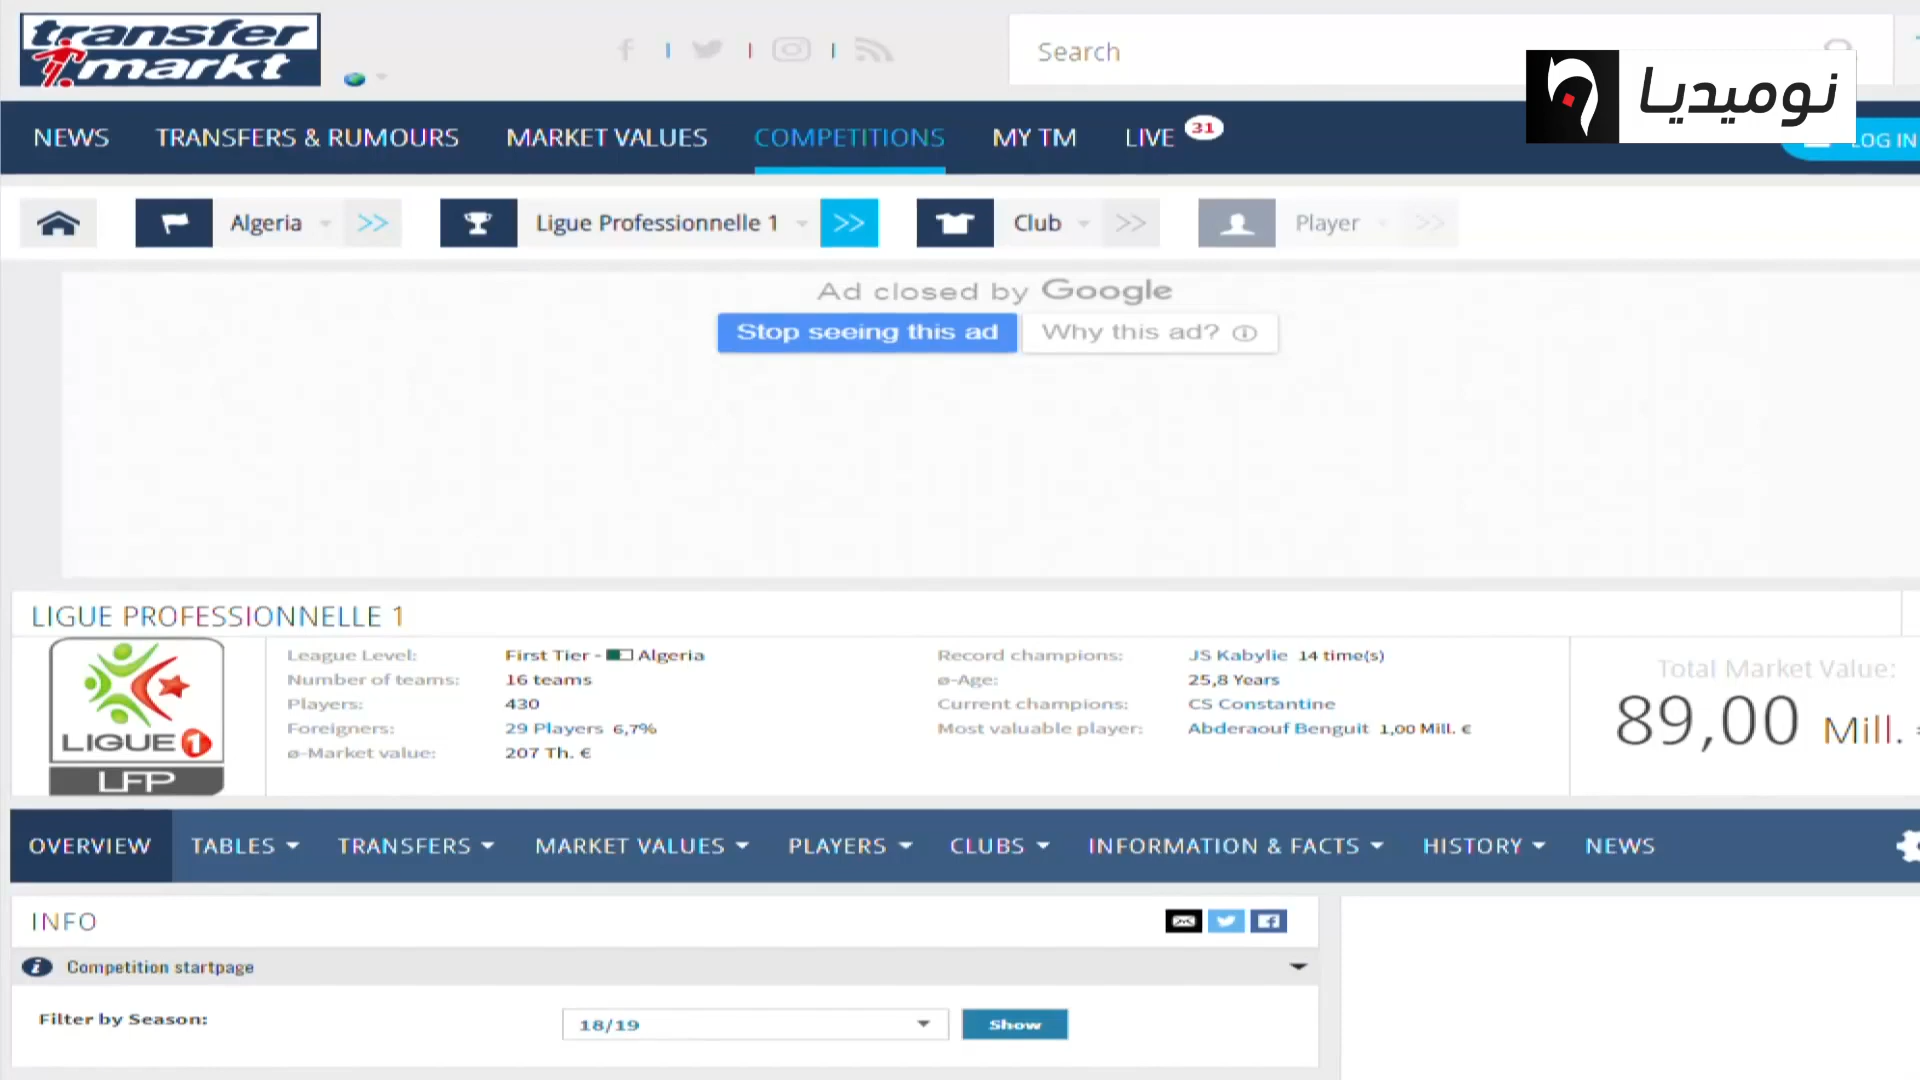 transfer
markt
Search
نوميديا
NEWS TRANSFERS & RUMOURS MARKET VALUES COMPETITIONS MY TM LIVE 31
LOG IN
Algeria >> Ligue Professionnelle 1 >> Club >> Player >>
Ad closed by Google
Stop seeing this ad Why this ad?
LIGUE PROFESSIONNELLE 1
LIGUE 1
LFP
League Level: First Tier - Algeria
Number of teams: 16 teams
Players: 430
Foreigners: 29 Players 6,7%
ø-Market value: 207 Th. €
Record champions: JS Kabylie 14 time(s)
ø-Age: 25,8 Years
Current champions: CS Constantine
Most valuable player: Abderaouf Benguit 1,00 Mill. €
Total Market Value:
89,00 Mill.
OVERVIEW TABLES TRANSFERS MARKET VALUES PLAYERS CLUBS INFORMATION & FACTS HISTORY NEWS
INFO
Competition startpage
Filter by Season: 18/19 Show